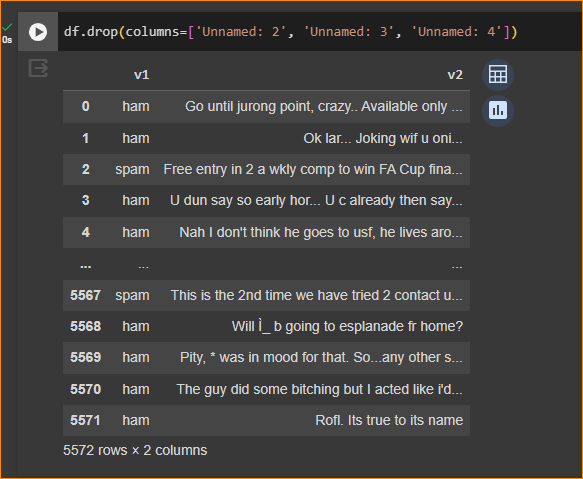 df.drop(columns=['Unnamed: 2', 'Unnamed: 3', 'Unnamed: 4'])
0s
v1 v2
0 ham Go until jurong point, crazy.. Available only ...
1 ham Ok lar... Joking wif u oni...
2 spam Free entry in 2 a wkly comp to win FA Cup fina...
3 ham U dun say so early hor... U c already then say...
4 ham Nah I don't think he goes to usf, he lives aro...
... ... ...
5567 spam This is the 2nd time we have tried 2 contact u...
5568 ham Will Ì_ b going to esplanade fr home?
5569 ham Pity, * was in mood for that. So...any other s...
5570 ham The guy did some bitching but I acted like i'd...
5571 ham Rofl. Its true to its name
5572 rows × 2 columns